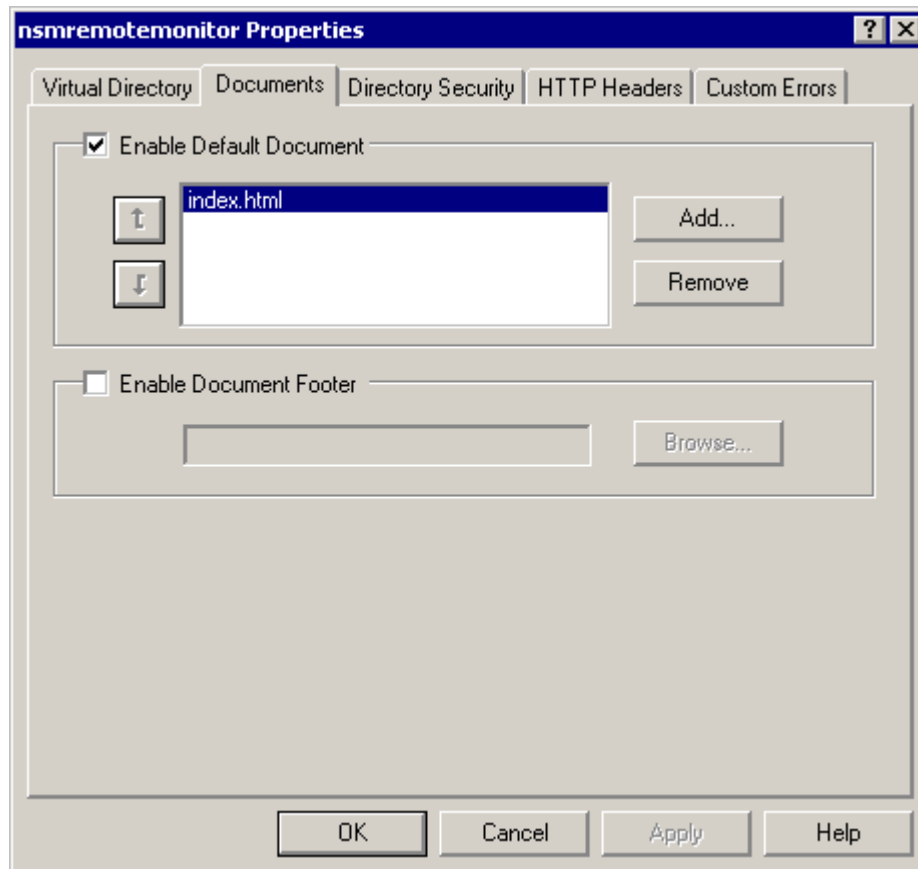 nsmremotemonitor Properties
Virtual Directory Documents Directory Security HTTP Headers Custom Errors
Enable Default Document
index.html
Add...
Remove
Enable Document Footer
Browse...
OK Cancel Apply Help